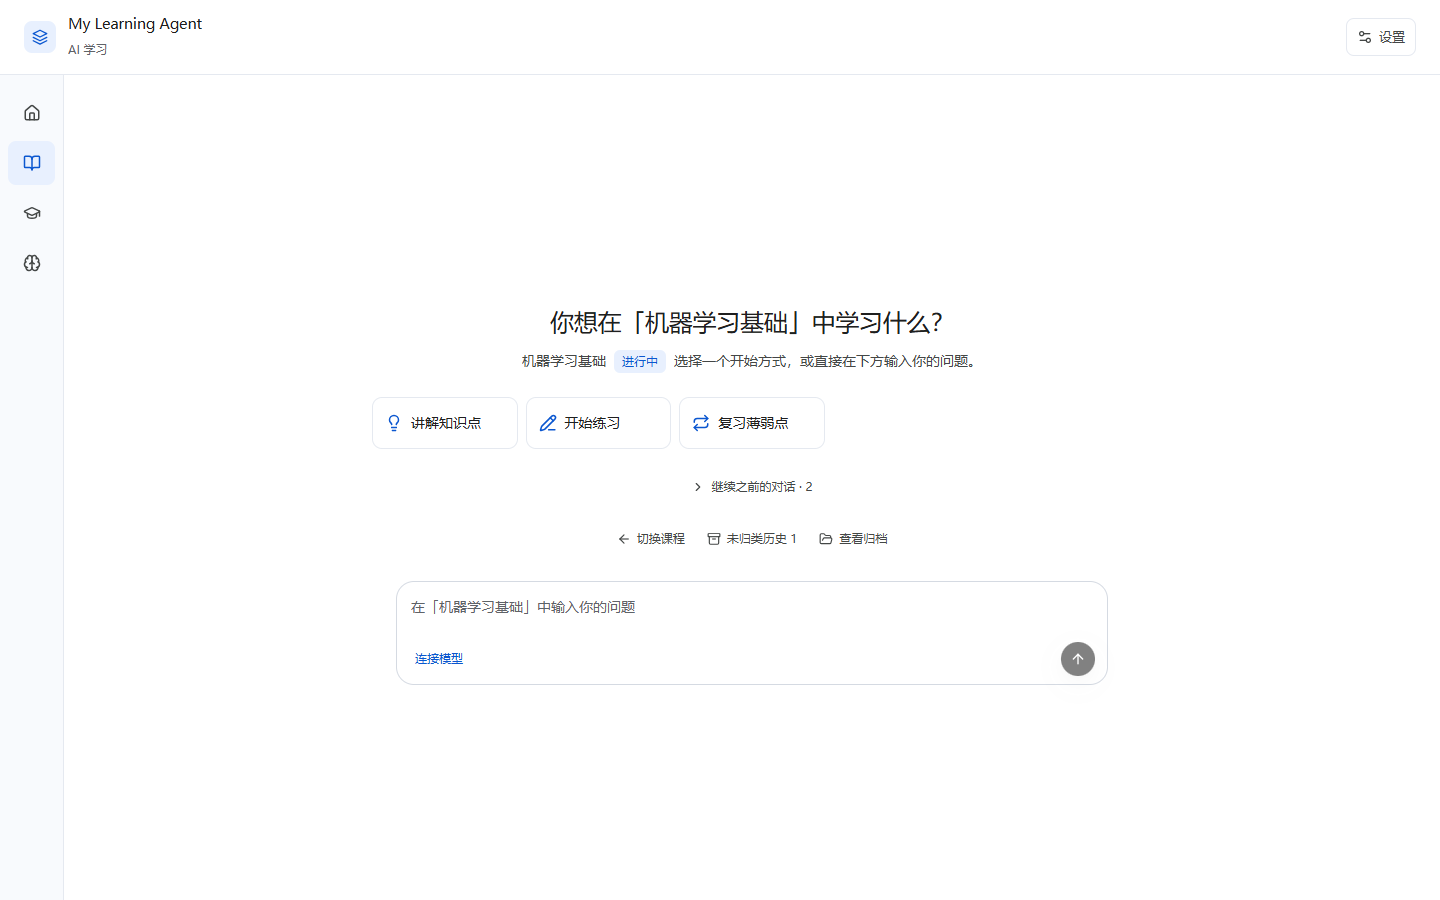 My Learning Agent
AI 学习
设置
你想在「机器学习基础」中学习什么？
机器学习基础 进行中 选择一个开始方式，或直接在下方输入你的问题。
讲解知识点 开始练习 复习薄弱点
继续之前的对话 · 2
切换课程 未归类历史 1 查看归档
在「机器学习基础」中输入你的问题
连接模型